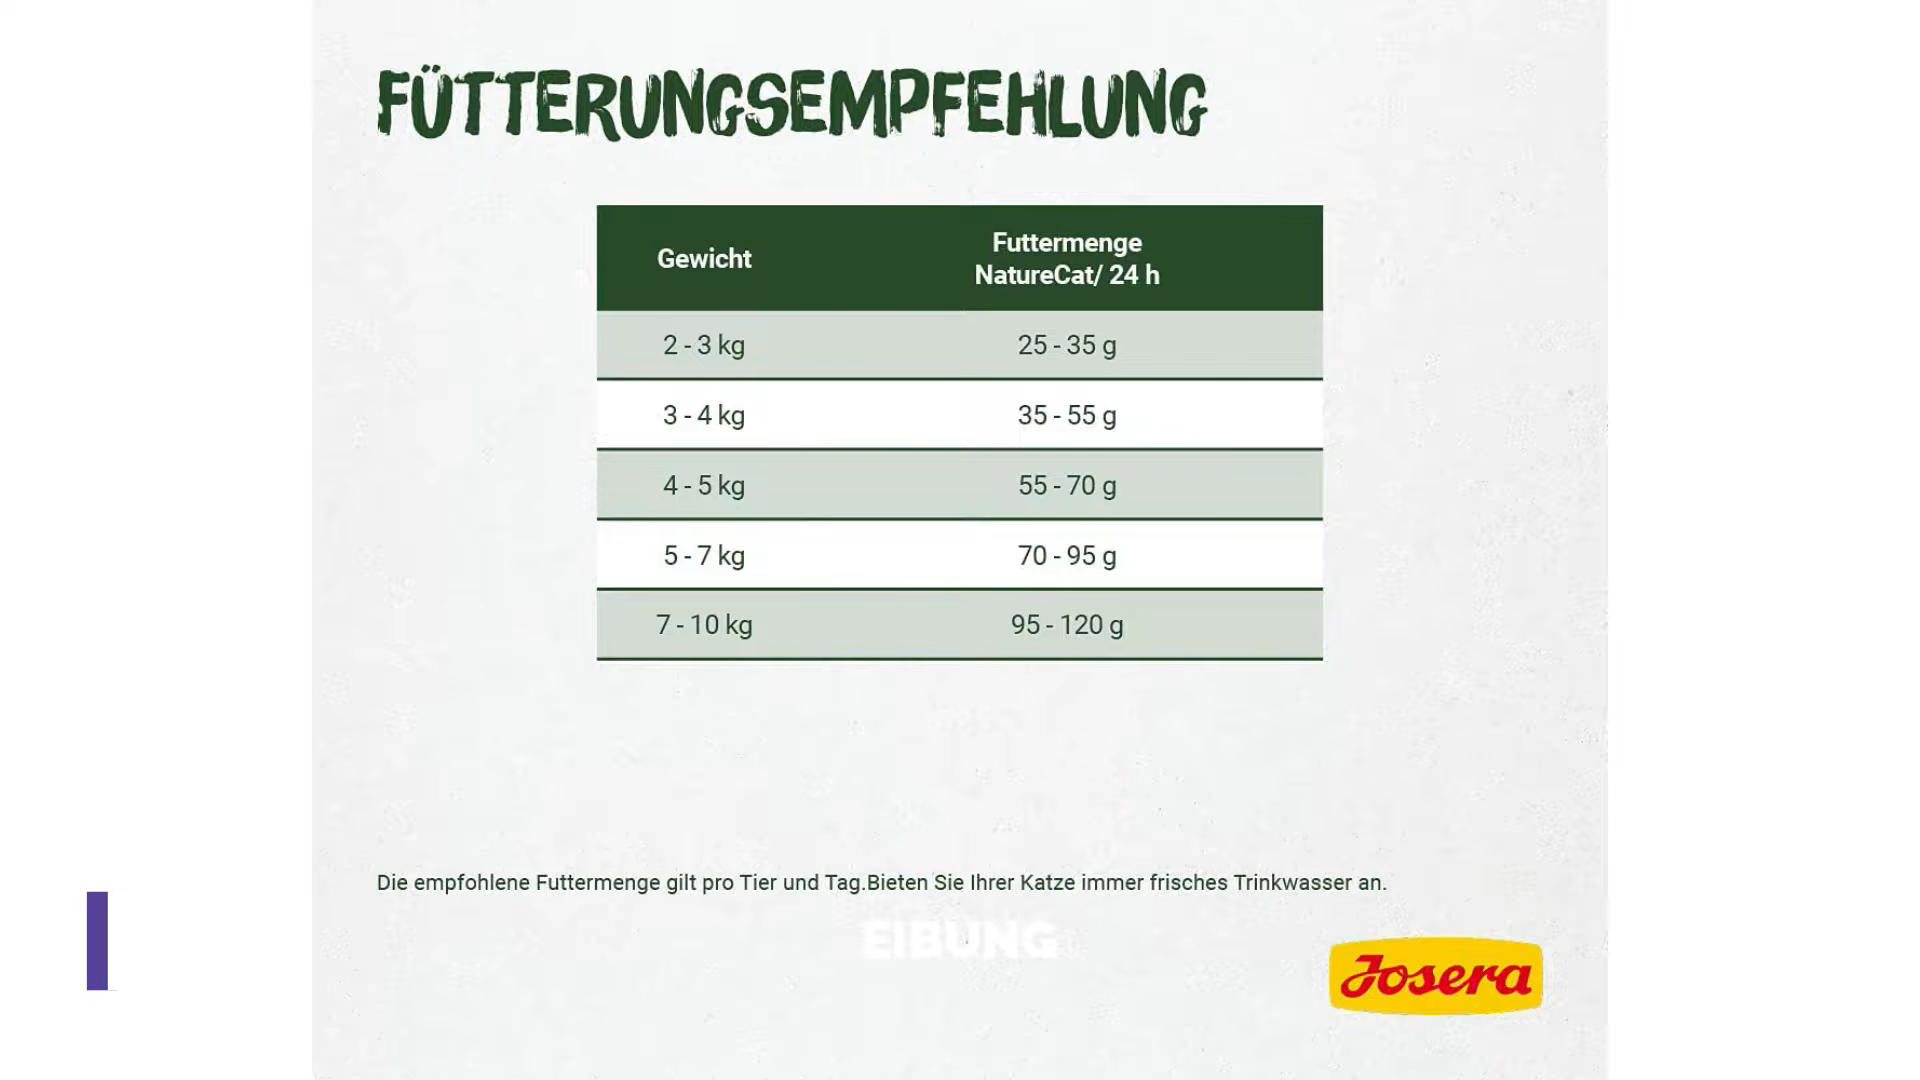 FÜTTERUNGSEMPFEHLUNG
Gewicht
Futtermenge
NatureCat/ 24 h
2 - 3 kg
25 - 35 g
3 - 4 kg
35 - 55 g
4 - 5 kg
55 - 70 g
5 - 7 kg
70 - 95 g
7 - 10 kg
95 - 120 g
Die empfohlene Futtermenge gilt pro Tier und Tag.Bieten Sie Ihrer Katze immer frisches Trinkwasser an.
EIBUNG
Josera